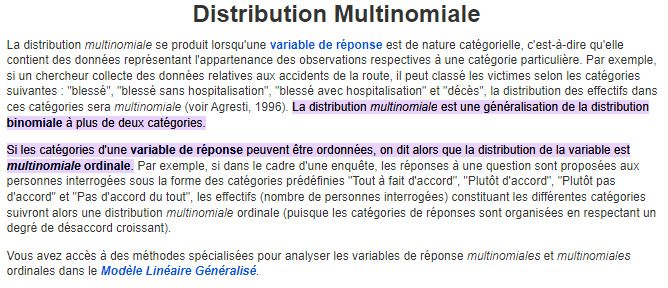 Distribution Multinomiale
La distribution multinomiale se produit lorsqu'une variable de réponse est de nature catégorielle, c'est-à-dire qu'elle
contient des données représentant l'appartenance des observations respectives à une catégorie particulière. Par exemple,
si un chercheur collecte des données relatives aux accidents de la route, il peut classé les victimes selon les catégories
suivantes : "blessé", "blessé sans hospitalisation", "blessé avec hospitalisation" et "décès", la distribution des effectifs dans
ces catégories sera multinomiale (voir Agresti, 1996). La distribution multinomiale est une généralisation de la distribution
binomiale à plus de deux catégories.
Si les catégories d'une variable de réponse peuvent être ordonnées, on dit alors que la distribution de la variable est
multinomiale ordinale. Par exemple, si dans le cadre d'une enquête, les réponses à une question sont proposées aux
personnes interrogées sous la forme des catégories prédéfinies "Tout à fait d'accord", "Plutôt d'accord", "Plutôt pas
d'accord" et "Pas d'accord du tout", les effectifs (nombre de personnes interrogées) constituant les différentes catégories
suivront alors une distribution multinomiale ordinale (puisque les catégories de réponses sont organisées en respectant un
degré de désaccord croissant).
Vous avez accès à des méthodes spécialisées pour analyser les variables de réponse multinomiales et multinomiales
ordinales dans le Modèle Linéaire Généralisé.